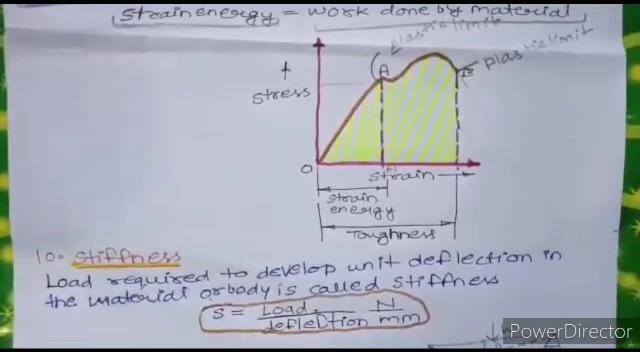 Strain energy = work done by material
elastic limit
A
B
plastic limit
Stress
O
Strain
Strain
energy
Toughness
10. Stiffness
Load required to develop unit deflection in
the material or body is called stiffness
S = Load / deflection N / mm
PowerDirector